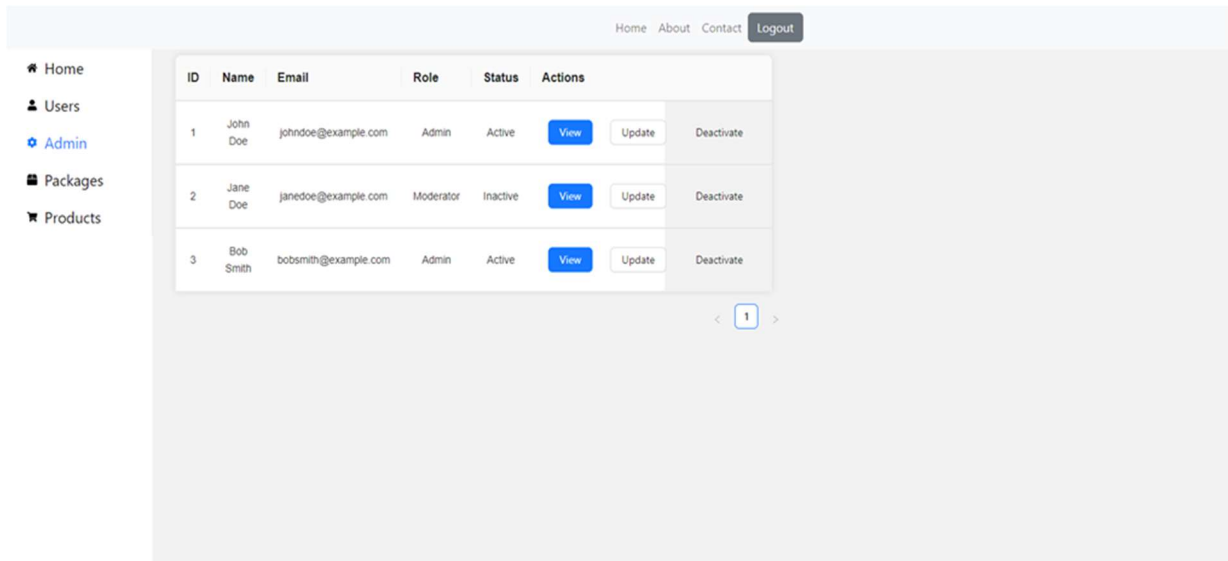 Home About Contact Logout
Home
Users
Admin
Packages
Products
ID Name Email Role Status Actions
1 John Doe johndoe@example.com Admin Active View Update Deactivate
2 Jane Doe janedoe@example.com Moderator Inactive View Update Deactivate
3 Bob Smith bobsmith@example.com Admin Active View Update Deactivate
< 1 >